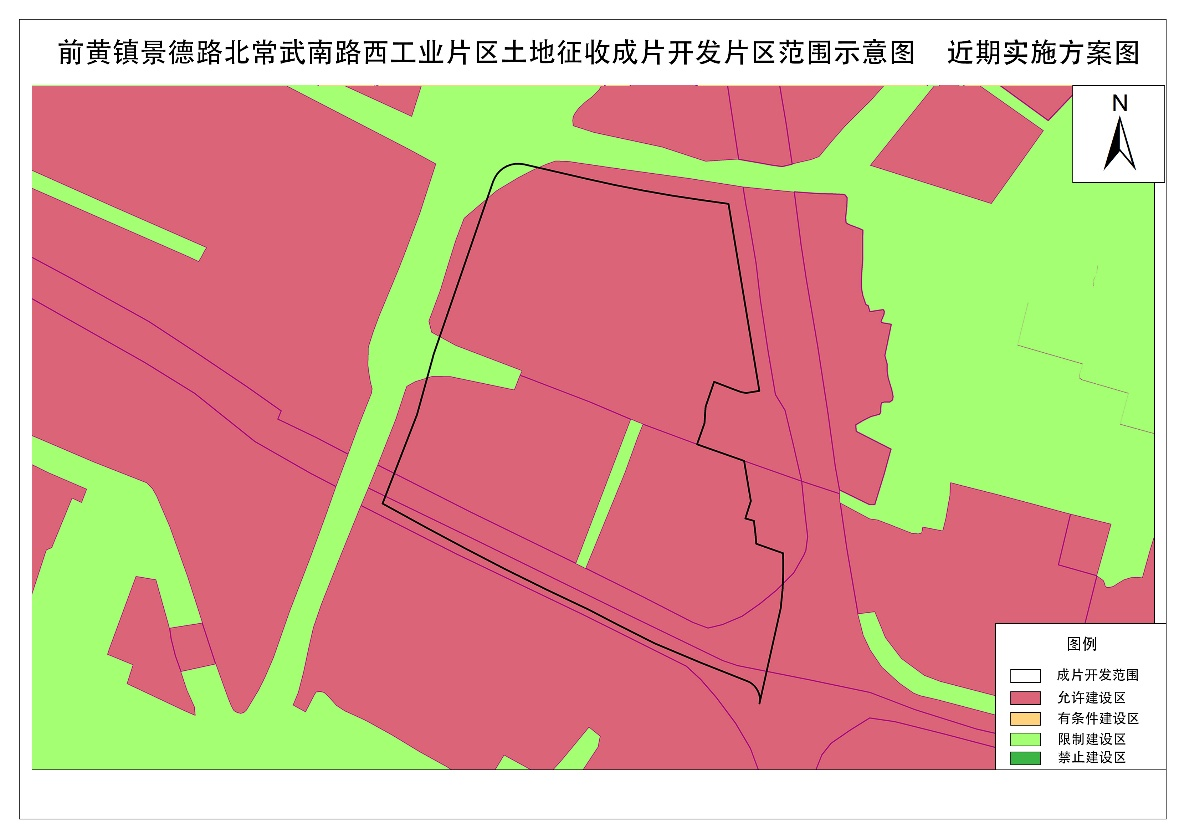 前黄镇景德路北常武南路西工业片区土地征收成片开发片区范围示意图 近期实施方案图
N
图例
成片开发范围
允许建设区
有条件建设区
限制建设区
禁止建设区